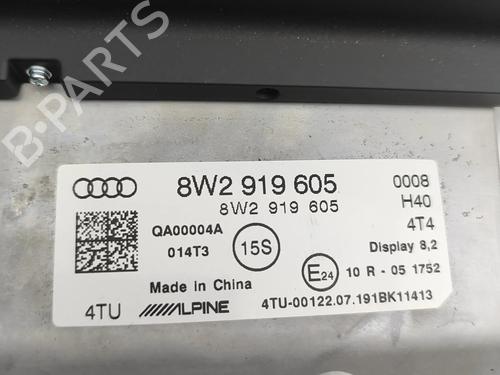 B-PARTS
8W2 919 605
8W2 919 605
0008
H40
4T4
QA00004A
014T3
15S
Display 8,2
E24
10 R - 05 1752
Made in China
4TU
ALPINE
4TU-00122.07.191BK11413